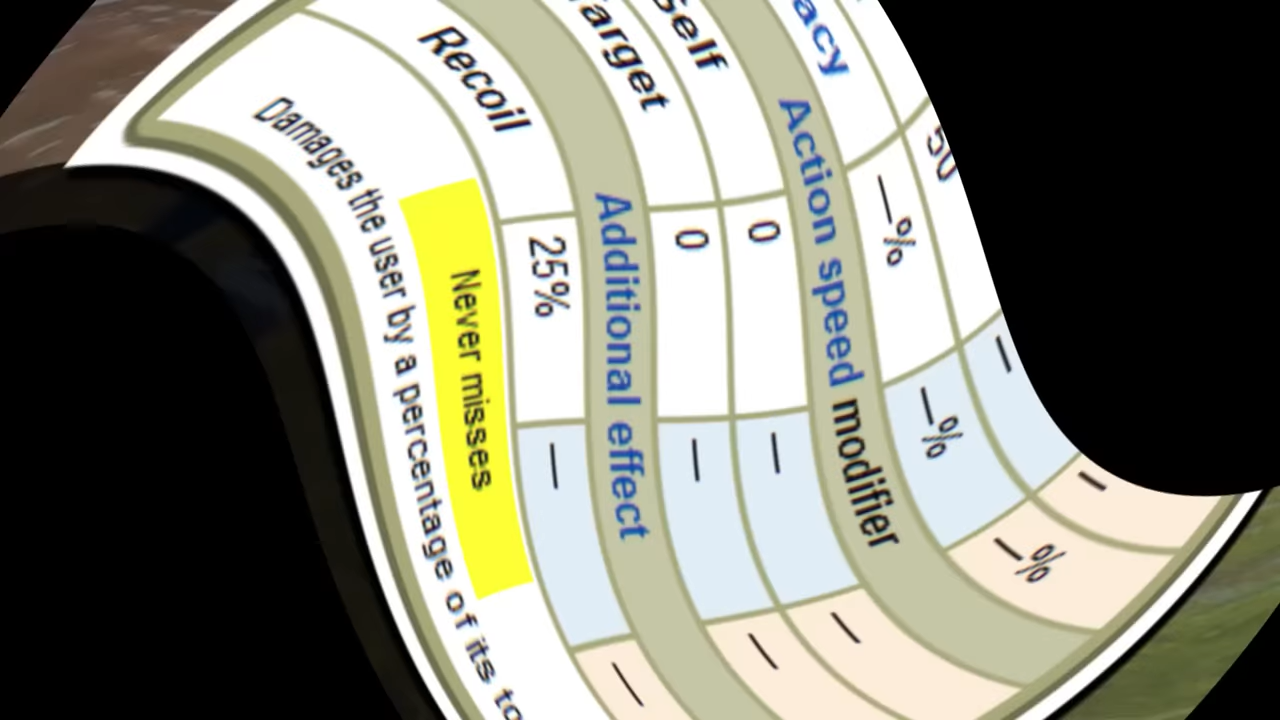 50 — —
acy —% —% —%
Action speed modifier
Self 0 — —
Target 0 — —
Additional effect
Recoil 25% — —
Never misses
Damages the user by a percentage of its to